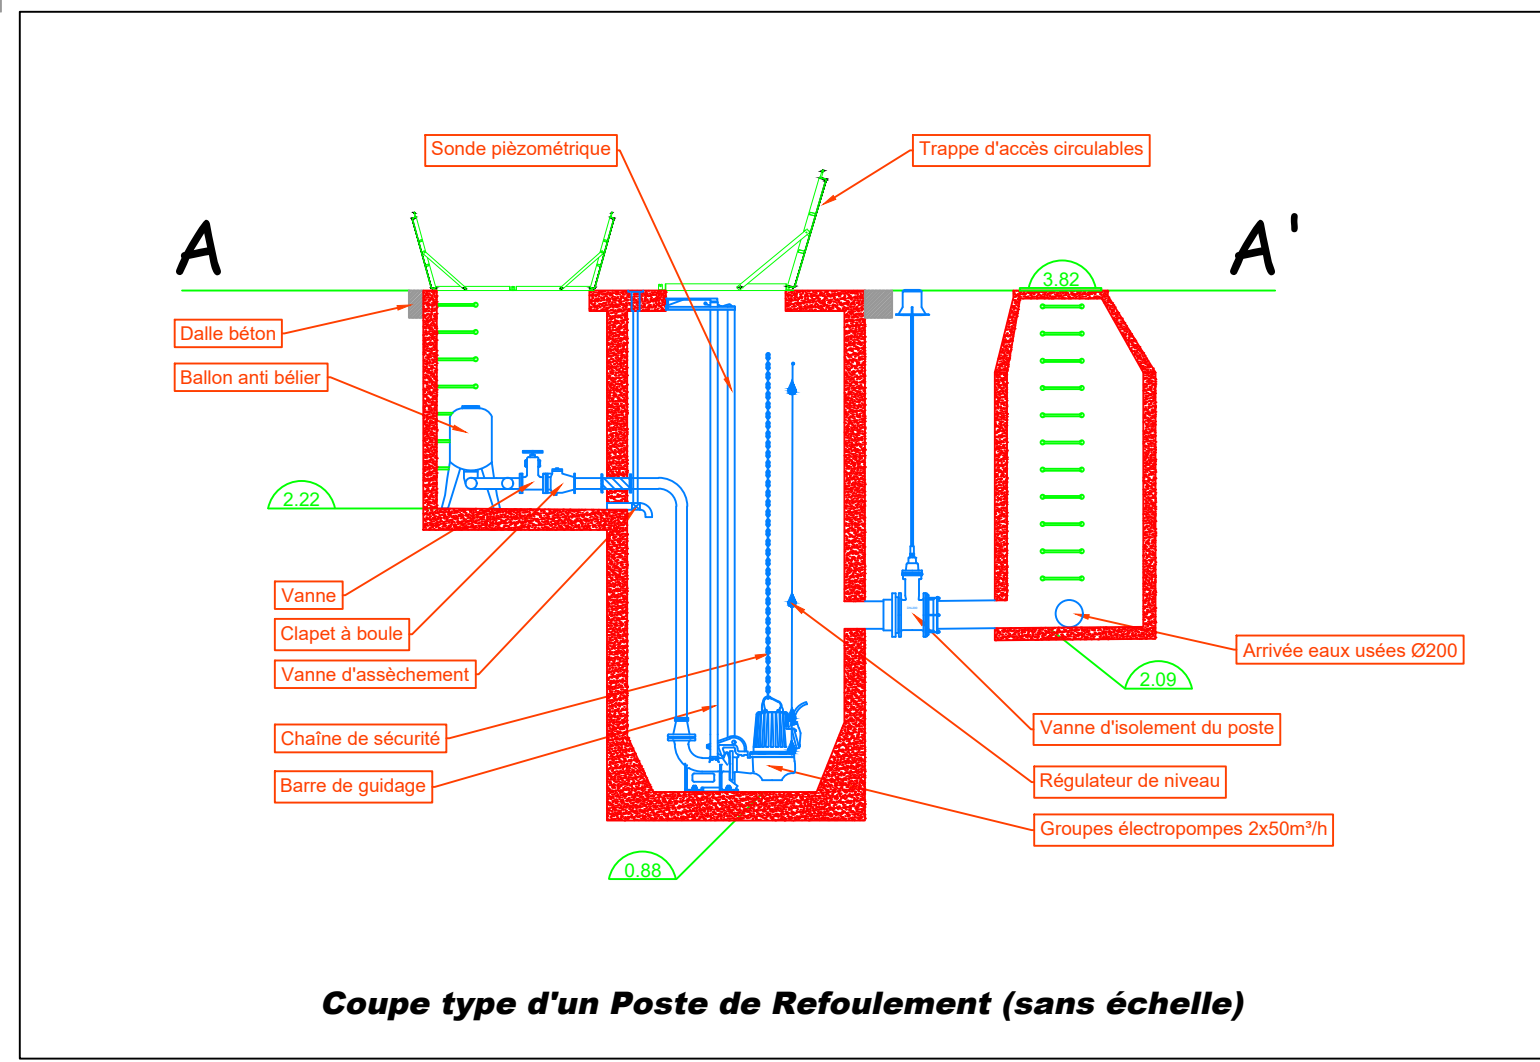 Sonde pièzométrique
Trappe d'accès circulables
A
A'
3.82
Dalle béton
Ballon anti bélier
2.22
Vanne
Clapet à boule
Vanne d'assèchement
Arrivée eaux usées Ø200
2.09
Chaîne de sécurité
Vanne d'isolement du poste
Barre de guidage
Régulateur de niveau
Groupes électropompes 2x50m³/h
0.88
Coupe type d'un Poste de Refoulement (sans échelle)